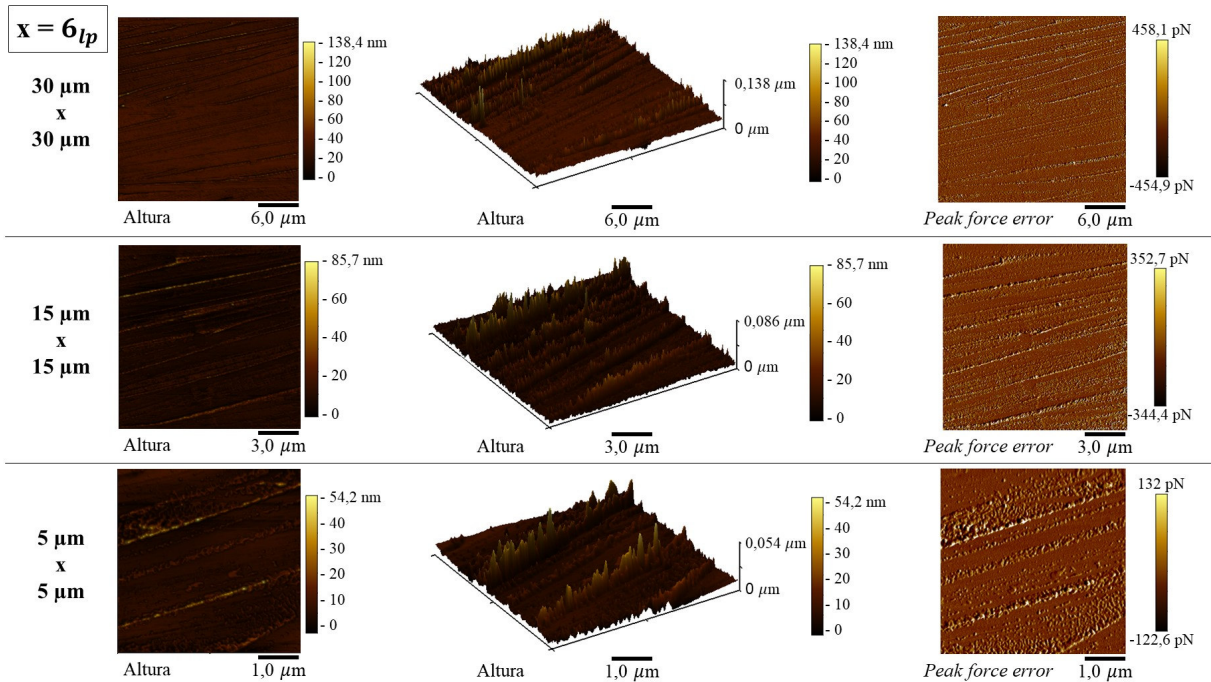 x = 6lp
30 µm
x
30 µm
- 138,4 nm
- 120
- 100
- 80
- 60
- 40
- 20
- 0
Altura
6,0 µm
0,138 µm
0 µm
- 138,4 nm
- 120
- 100
- 80
- 60
- 40
- 20
- 0
Altura
6,0 µm
458,1 pN
-454,9 pN
Peak force error
6,0 µm
15 µm
x
15 µm
- 85,7 nm
- 60
- 40
- 20
- 0
Altura
3,0 µm
0,086 µm
0 µm
- 85,7 nm
- 60
- 40
- 20
- 0
Altura
3,0 µm
352,7 pN
-344,4 pN
Peak force error
3,0 µm
5 µm
x
5 µm
- 54,2 nm
- 40
- 30
- 20
- 10
- 0
Altura
1,0 µm
0,054 µm
0 µm
- 54,2 nm
- 40
- 30
- 20
- 10
- 0
Altura
1,0 µm
132 pN
-122,6 pN
Peak force error
1,0 µm